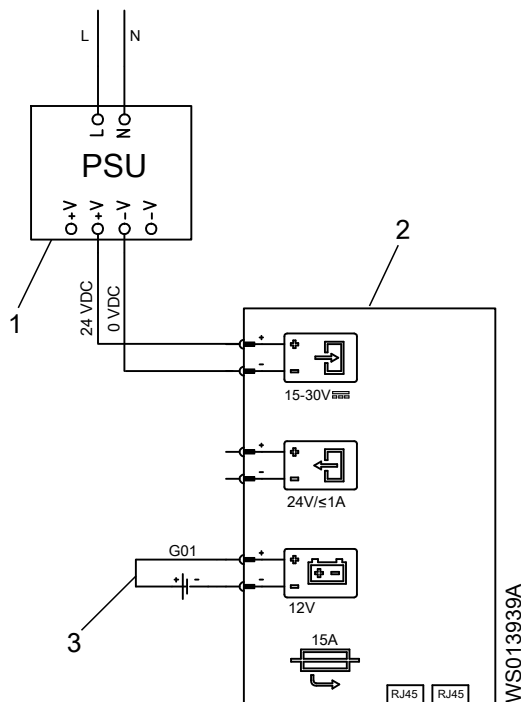 L N
L N
PSU
+V +V -V -V
1
24 VDC
0 VDC
2
+ +
- -
15-30V
+ +
- -
24V/≤1A
G01
+ +
+ - - - + -
12V
3
15A
RJ45 RJ45
WS013939A